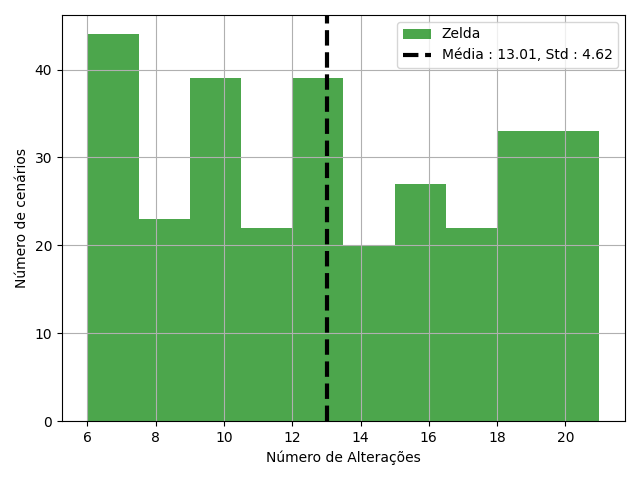 Zelda
Média : 13.01, Std : 4.62
Número de cenários
40
30
20
10
0
6 8 10 12 14 16 18 20
Número de Alterações